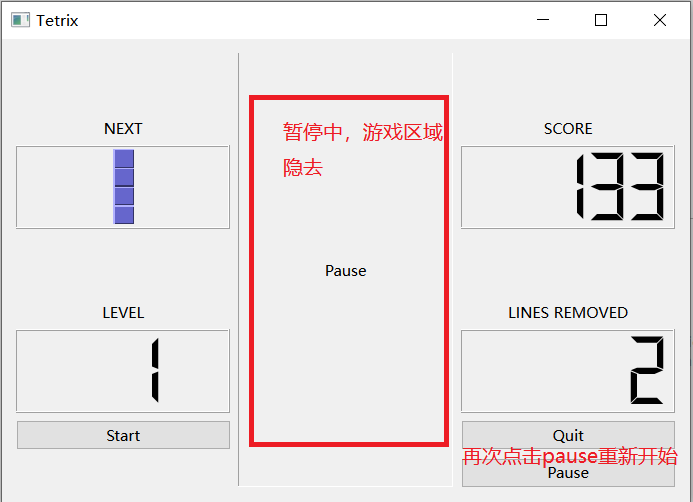 Tetrix
NEXT
LEVEL
1
Start
暂停中，游戏区域
隐去
Pause
SCORE
133
LINES REMOVED
2
Quit
再次点击pause重新开始
Pause